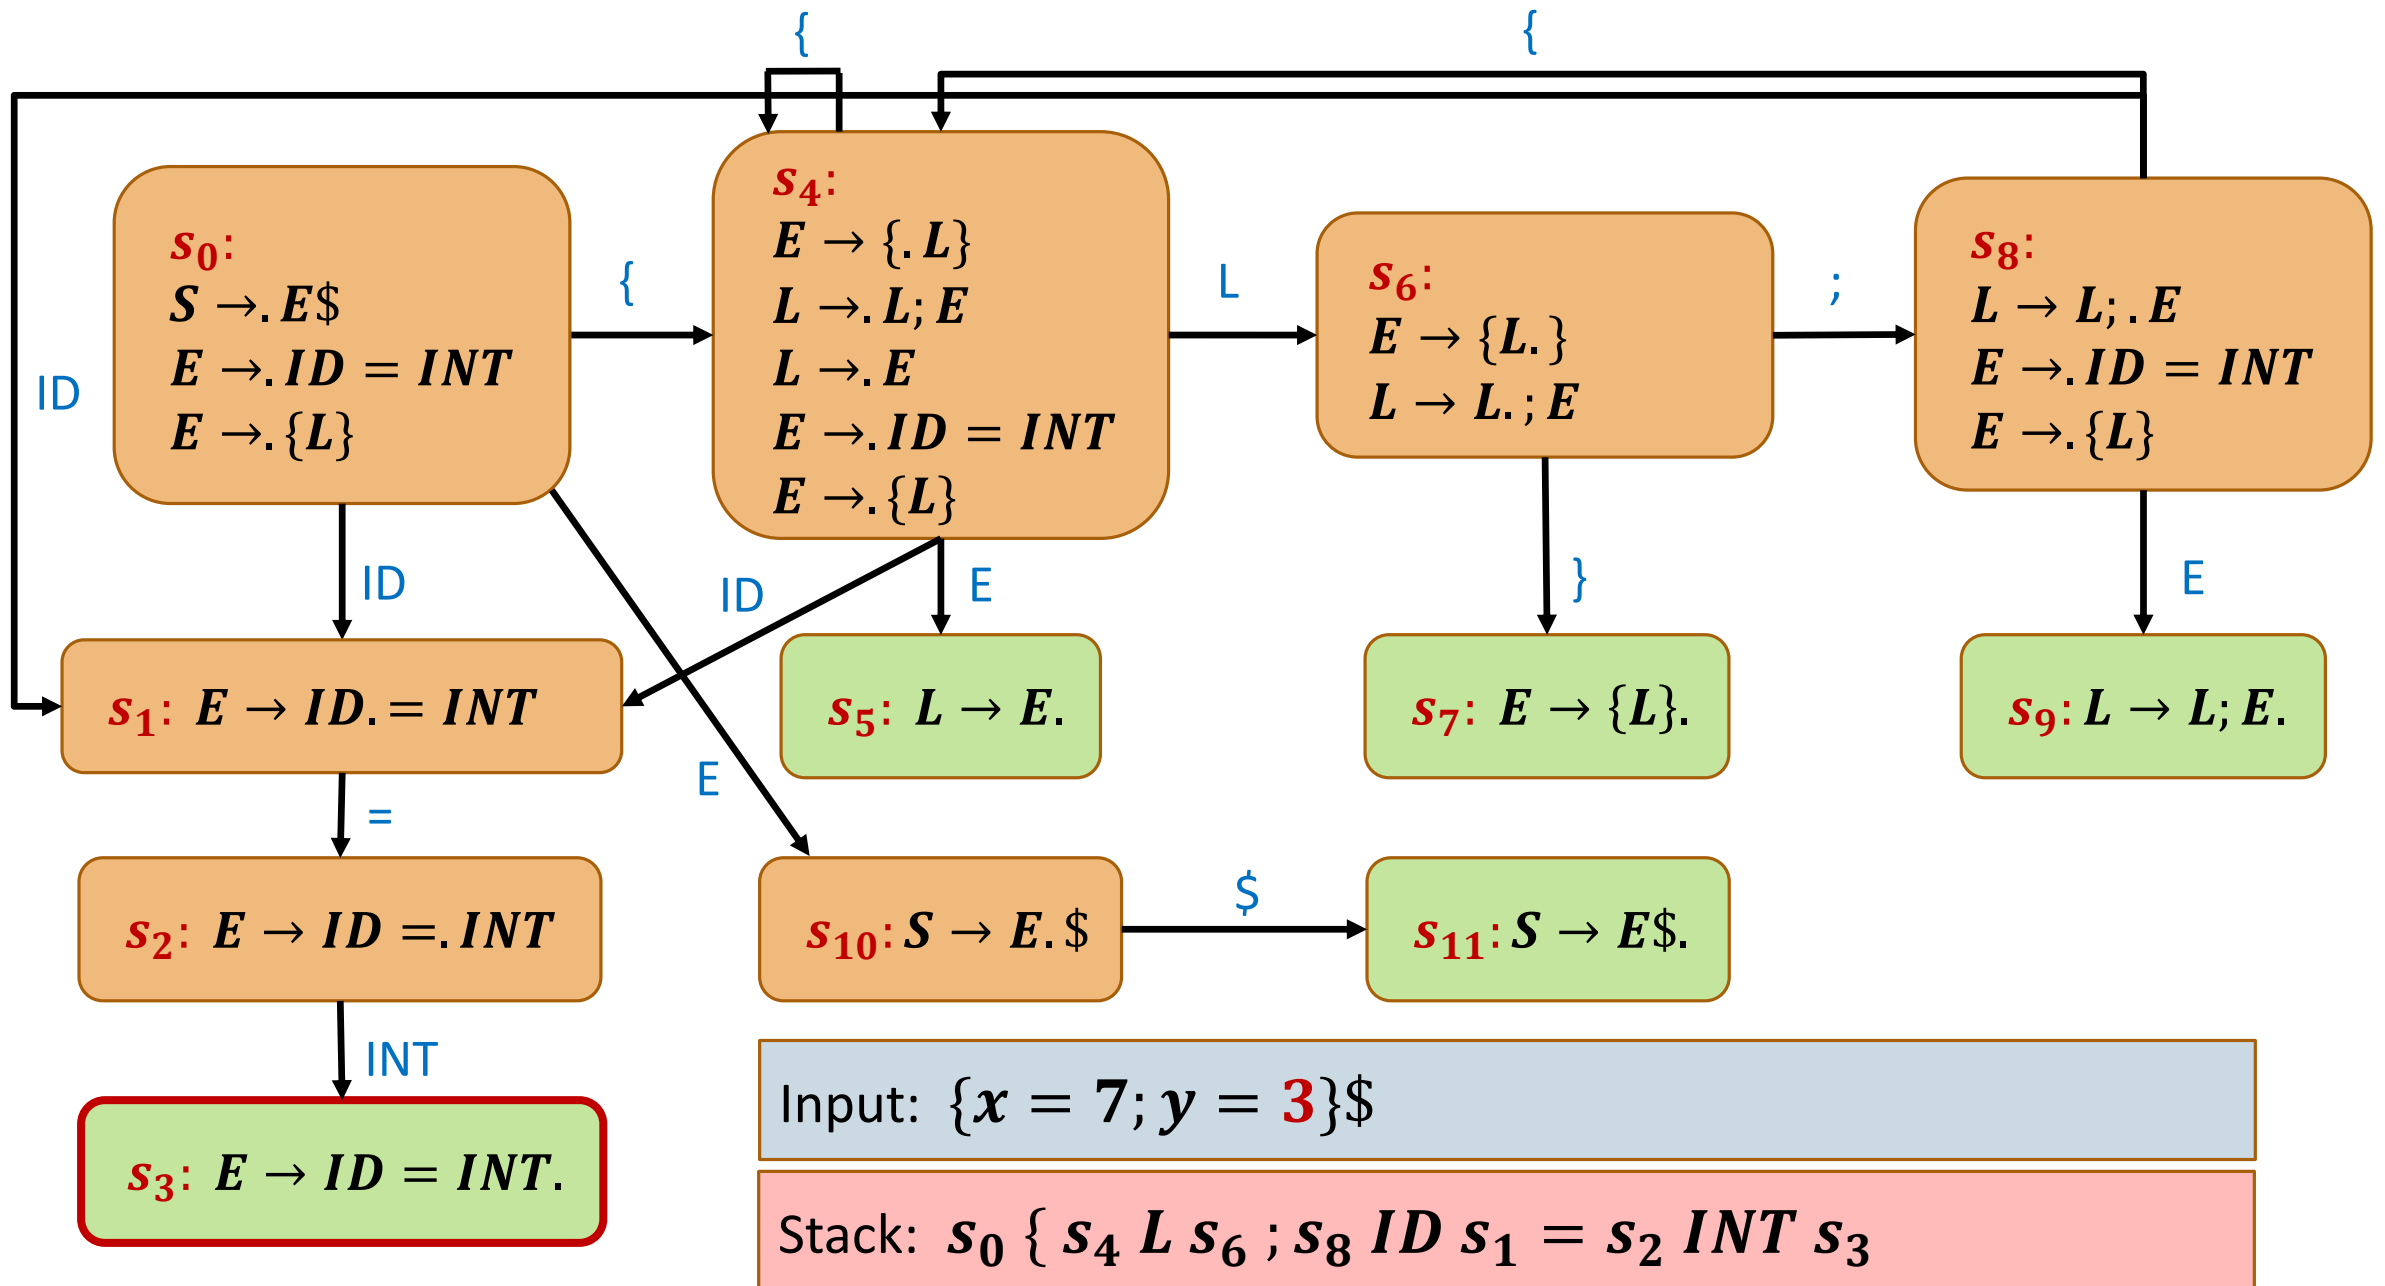 {
{
s₀:
S →. E$
E →. ID = INT
E →. {L}
{
s₄:
E → {. L}
L →. L; E
L →. E
E →. ID = INT
E →. {L}
L
s₆:
E → {L. }
L → L. ; E
;
s₈:
L → L; . E
E →. ID = INT
E →. {L}
ID
ID
ID
E
}
E
s₁: E → ID. = INT
s₅: L → E.
s₇: E → {L}.
s₉: L → L; E.
=
E
s₂: E → ID =. INT
s₁₀: S → E. $
$
s₁₁: S → E$.
INT
s₃: E → ID = INT.
Input: {x = 7; y = 3}$
Stack: s₀ { s₄ L s₆ ; s₈ ID s₁ = s₂ INT s₃